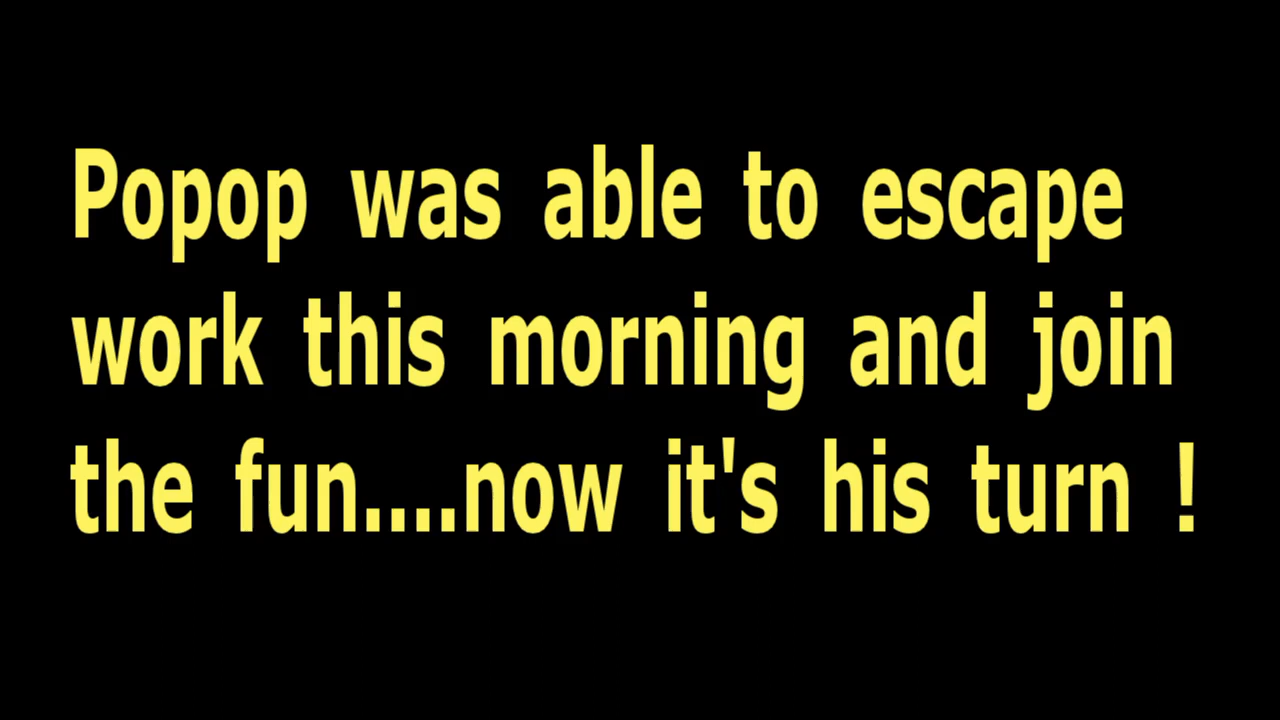 Popop was able to escape
work this morning and join
the fun....now it's his turn !